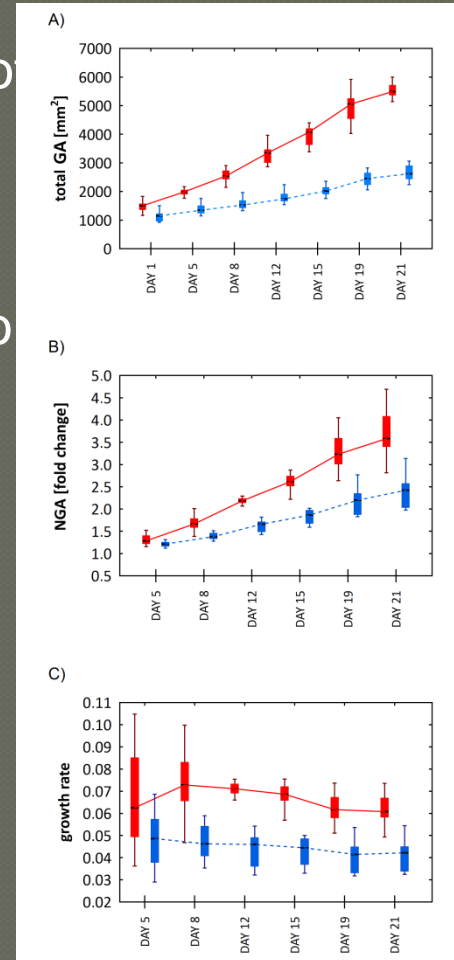 A)
total GA [mm²]
7000
6000
5000
4000
3000
2000
1000
0
DAY 1
DAY 5
DAY 8
DAY 12
DAY 15
DAY 19
DAY 21
B)
NGA [fold change]
5.0
4.5
4.0
3.5
3.0
2.5
2.0
1.5
1.0
0.5
DAY 5
DAY 8
DAY 12
DAY 15
DAY 19
DAY 21
C)
growth rate
0.11
0.10
0.09
0.08
0.07
0.06
0.05
0.04
0.03
0.02
DAY 5
DAY 8
DAY 12
DAY 15
DAY 19
DAY 21